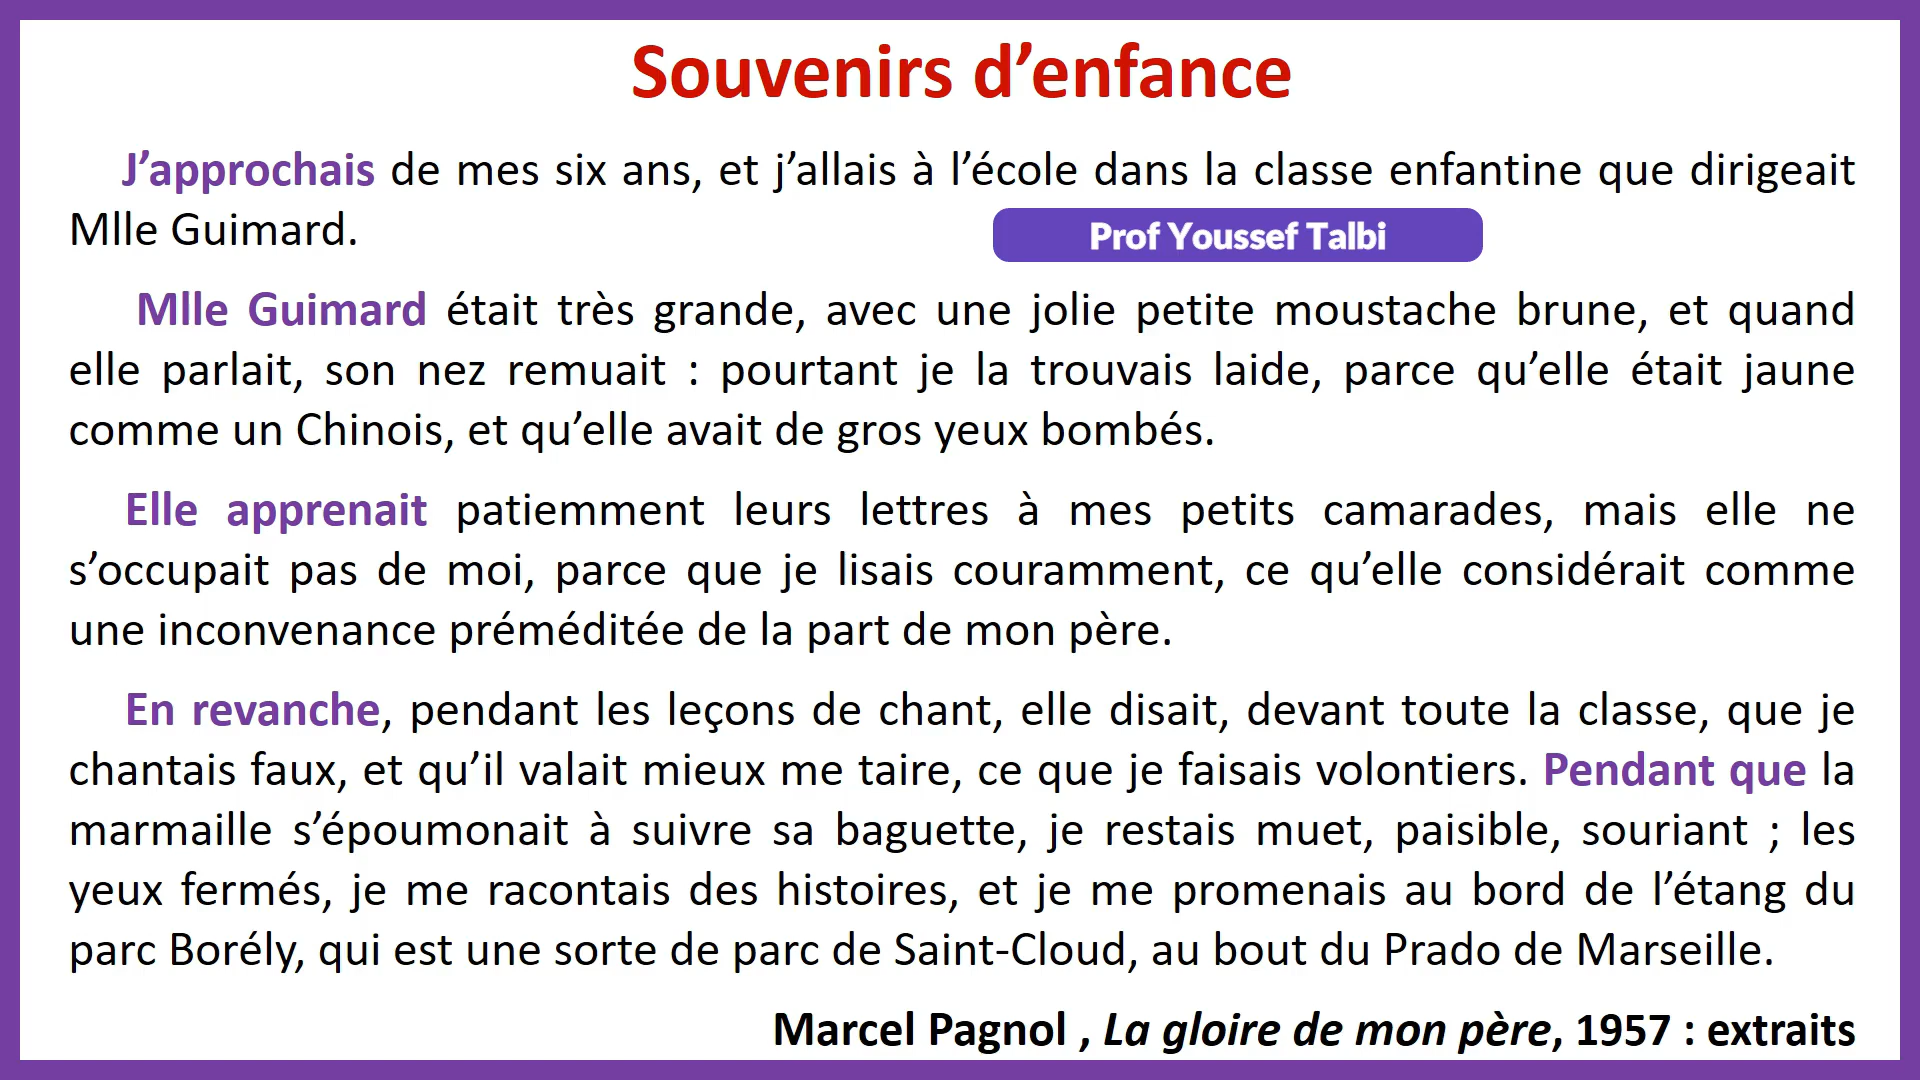 Souvenirs d’enfance
J’approchais de mes six ans, et j’allais à l’école dans la classe enfantine que dirigeait
Mlle Guimard.
Prof Youssef Talbi
Mlle Guimard était très grande, avec une jolie petite moustache brune, et quand
elle parlait, son nez remuait : pourtant je la trouvais laide, parce qu’elle était jaune
comme un Chinois, et qu’elle avait de gros yeux bombés.
Elle apprenait patiemment leurs lettres à mes petits camarades, mais elle ne
s’occupait pas de moi, parce que je lisais couramment, ce qu’elle considérait comme
une inconvenance préméditée de la part de mon père.
En revanche, pendant les leçons de chant, elle disait, devant toute la classe, que je
chantais faux, et qu’il valait mieux me taire, ce que je faisais volontiers. Pendant que la
marmaille s’époumonait à suivre sa baguette, je restais muet, paisible, souriant ; les
yeux fermés, je me racontais des histoires, et je me promenais au bord de l’étang du
parc Borély, qui est une sorte de parc de Saint-Cloud, au bout du Prado de Marseille.
Marcel Pagnol , La gloire de mon père, 1957 : extraits